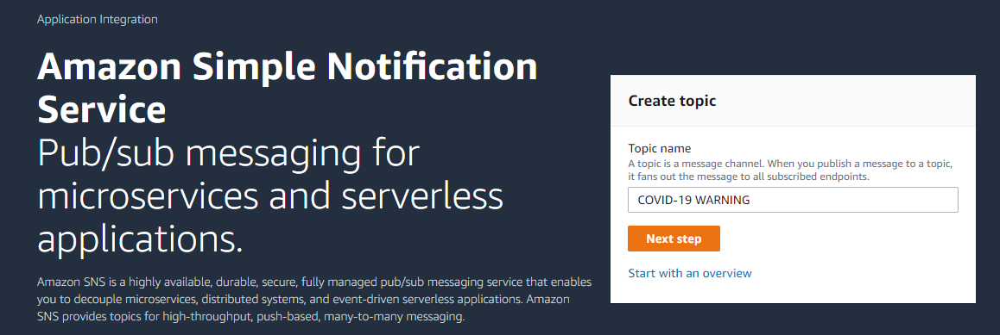 Application Integration
Amazon Simple Notification
Service
Pub/sub messaging for
microservices and serverless
applications.
Amazon SNS is a highly available, durable, secure, fully managed pub/sub messaging service that enables
you to decouple microservices, distributed systems, and event-driven serverless applications. Amazon
SNS provides topics for high-throughput, push-based, many-to-many messaging.
Create topic
Topic name
A topic is a message channel. When you publish a message to a topic,
it fans out the message to all subscribed endpoints.
COVID-19 WARNING
Next step
Start with an overview